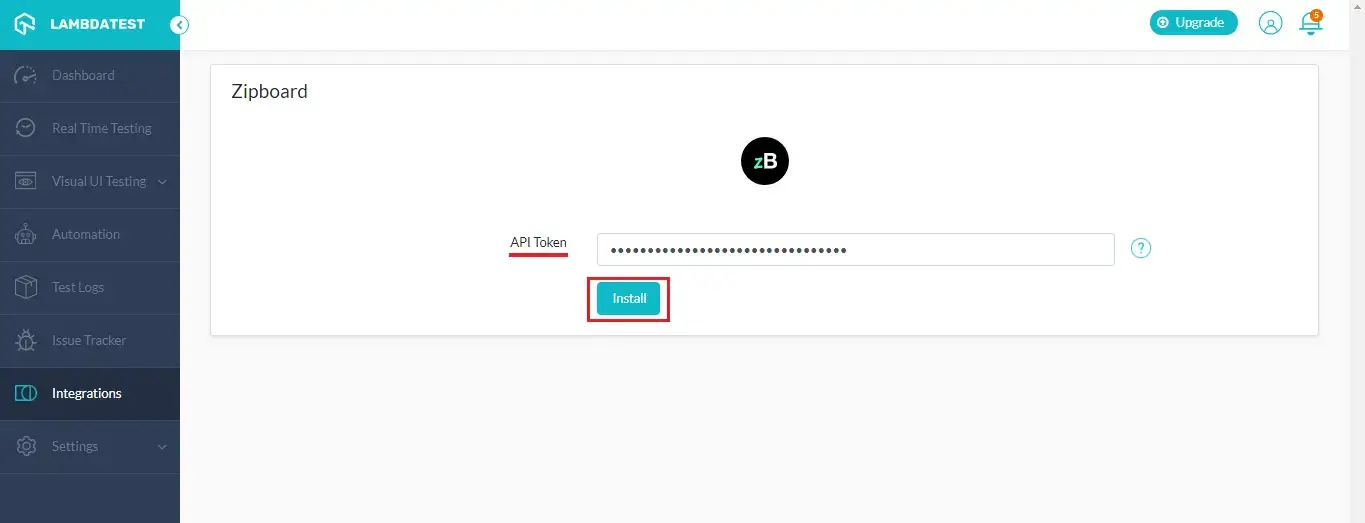 LAMBDATEST
Upgrade
5
Dashboard
Real Time Testing
Visual UI Testing
Automation
Test Logs
Issue Tracker
Integrations
Settings
Zipboard
zB
API Token
•••••••••••••••••••••••••••••••••
?
Install